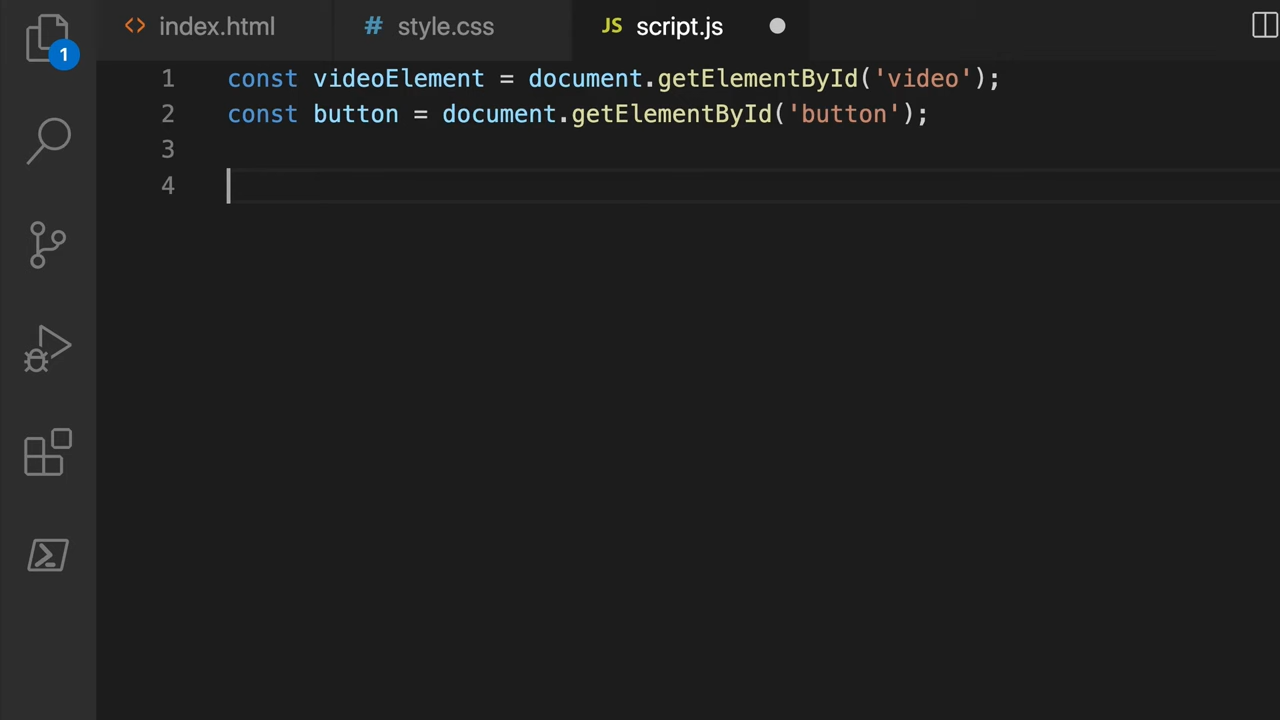 index.html
style.css
JS script.js
1
1 const videoElement = document.getElementById('video');
2 const button = document.getElementById('button');
3
4